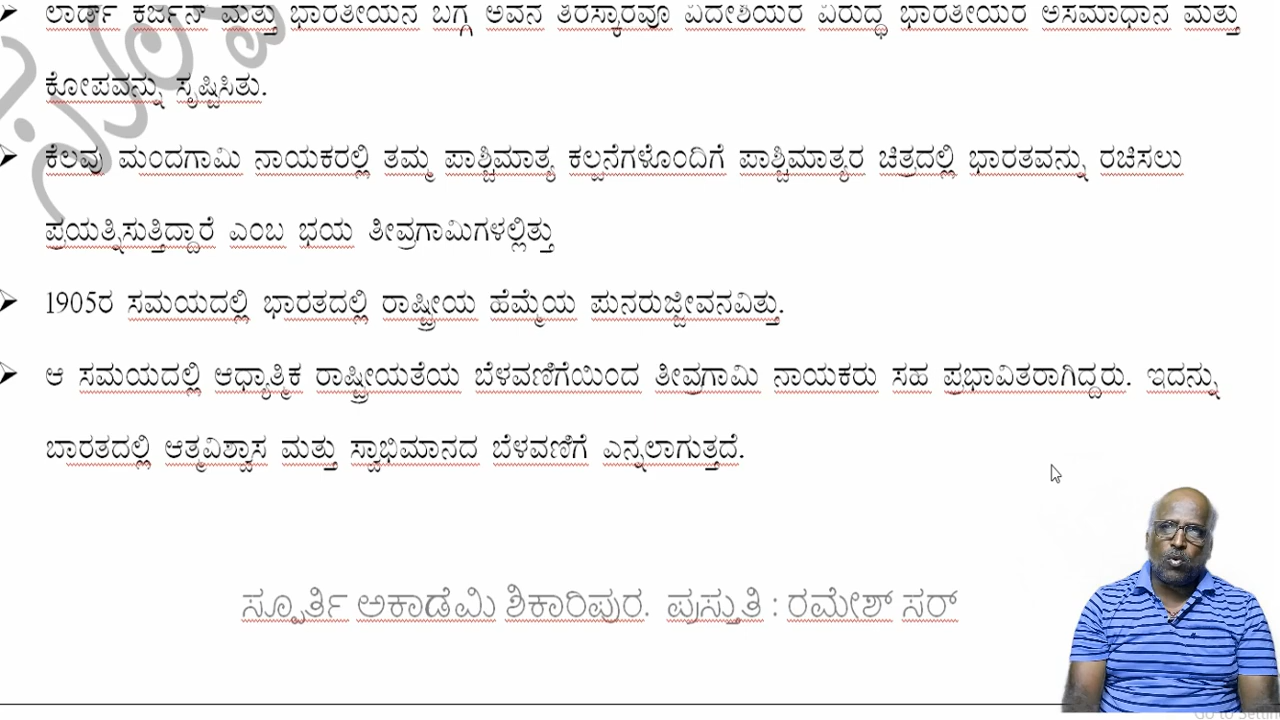 ಲಾರ್ಡ್ ಕರ್ಜನ್ ಮತ್ತು ಭಾರತೀಯನ ಬಗ್ಗೆ ಅವನ ತಿರಸ್ಕಾರವೂ ವಿದೇಶಿಯರ ವಿರುದ್ಧ ಭಾರತೀಯರ ಅಸಮಾಧಾನ ಮತ್ತು
ಕೋಪವನ್ನು ಸೃಷ್ಟಿಸಿತು.
ಕೆಲವು ಮಂದಗಾಮಿ ನಾಯಕರಲ್ಲಿ ತಮ್ಮ ಪಾಶ್ಚಿಮಾತ್ಯ ಕಲ್ಪನೆಗಳೊಂದಿಗೆ ಪಾಶ್ಚಿಮಾತ್ಯರ ಚಿತ್ರದಲ್ಲಿ ಭಾರತವನ್ನು ರಚಿಸಲು
ಪ್ರಯತ್ನಿಸುತ್ತಿದ್ದಾರೆ ಎಂಬ ಭಯ ತೀವ್ರಗಾಮಿಗಳಲ್ಲಿತ್ತು
1905ರ ಸಮಯದಲ್ಲಿ ಭಾರತದಲ್ಲಿ ರಾಷ್ಟ್ರೀಯ ಹೆಮ್ಮೆಯ ಪುನರುಜ್ಜೀವನವಿತ್ತು.
ಆ ಸಮಯದಲ್ಲಿ ಆಧ್ಯಾತ್ಮಿಕ ರಾಷ್ಟ್ರೀಯತೆಯ ಬೆಳವಣಿಗೆಯಿಂದ ತೀವ್ರಗಾಮಿ ನಾಯಕರು ಸಹ ಪ್ರಭಾವಿತರಾಗಿದ್ದರು. ಇದನ್ನು
ಬಾರತದಲ್ಲಿ ಆತ್ಮವಿಶ್ವಾಸ ಮತ್ತು ಸ್ವಾಭಿಮಾನದ ಬೆಳವಣಿಗೆ ಎನ್ನಲಾಗುತ್ತದೆ.
ಸ್ಪೂರ್ತಿ ಅಕಾಡೆಮಿ ಶಿಕಾರಿಪುರ. ಪ್ರಸ್ತುತಿ : ರಮೇಶ್ ಸರ್